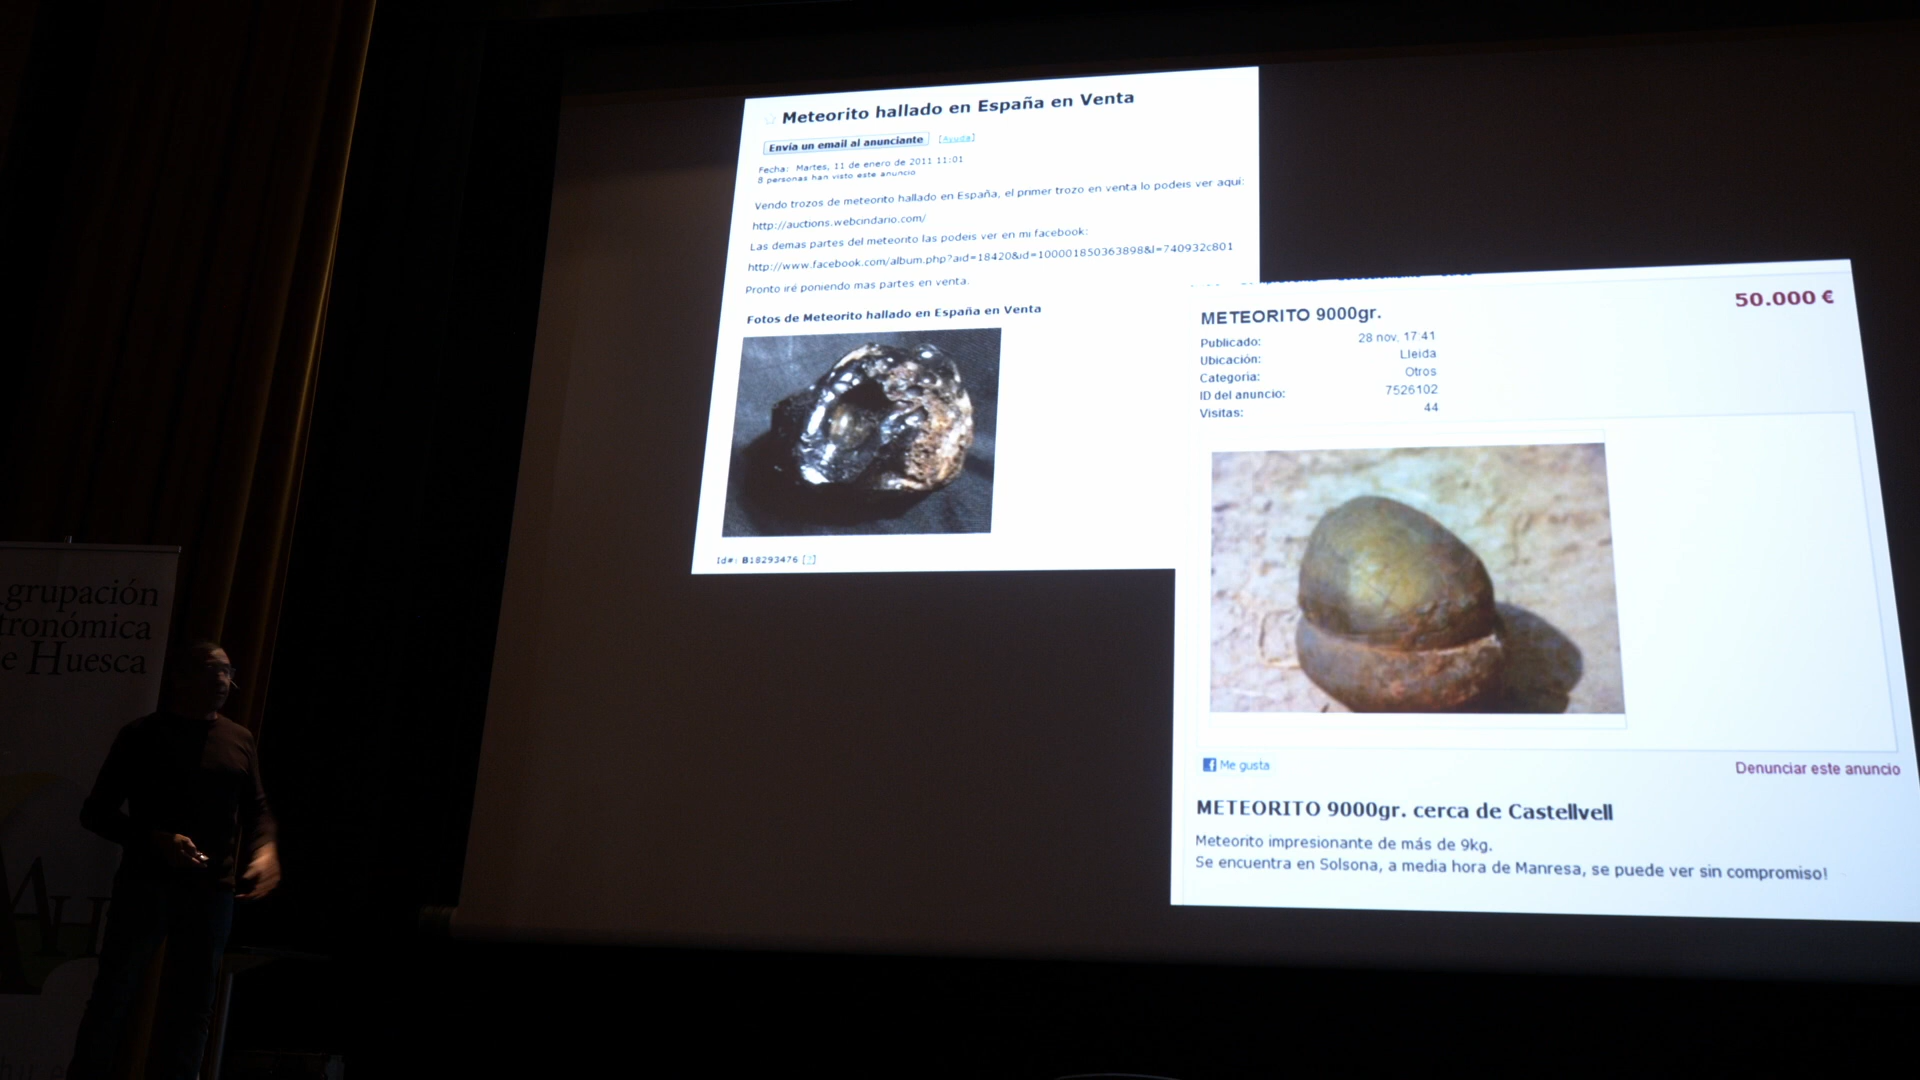 Meteorito hallado en España en Venta
Envía un email al anunciante [Ayuda]
Fecha: Martes, 11 de enero de 2011 11:01
8 personas han visto este anuncio
Vendo trozos de meteorito hallado en España, el primer trozo en venta lo podeis ver aquí:
http://auctions.webcindario.com/
Las demas partes del meteorito las podeis ver en mi facebook:
http://www.facebook.com/album.php?aid=18420&id=100001850363898&l=740932c801
Pronto iré poniendo mas partes en venta.
Fotos de Meteorito hallado en España en Venta
Id#: B18293476 [?]
50.000 €
METEORITO 9000gr.
Publicado: 28 nov, 17:41
Ubicación: Lleida
Categoría: Otros
ID del anuncio: 7526102
Visitas: 44
Me gusta
Denunciar este anuncio
METEORITO 9000gr. cerca de Castellvell
Meteorito impresionante de más de 9kg.
Se encuentra en Solsona, a media hora de Manresa, se puede ver sin compromiso!
grupación
tronómica
e Huesca